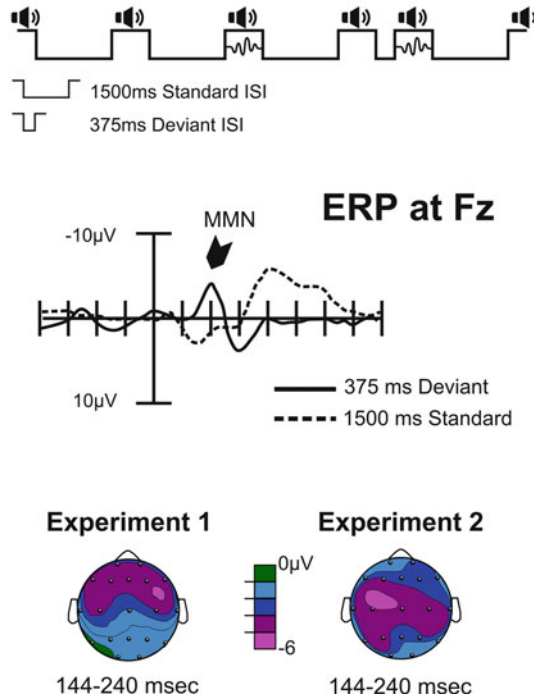 1500ms Standard ISI
375ms Deviant ISI
ERP at Fz
MMN
-10µV
10µV
375 ms Deviant
1500 ms Standard
Experiment 1
Experiment 2
0µV
-6
144-240 msec
144-240 msec